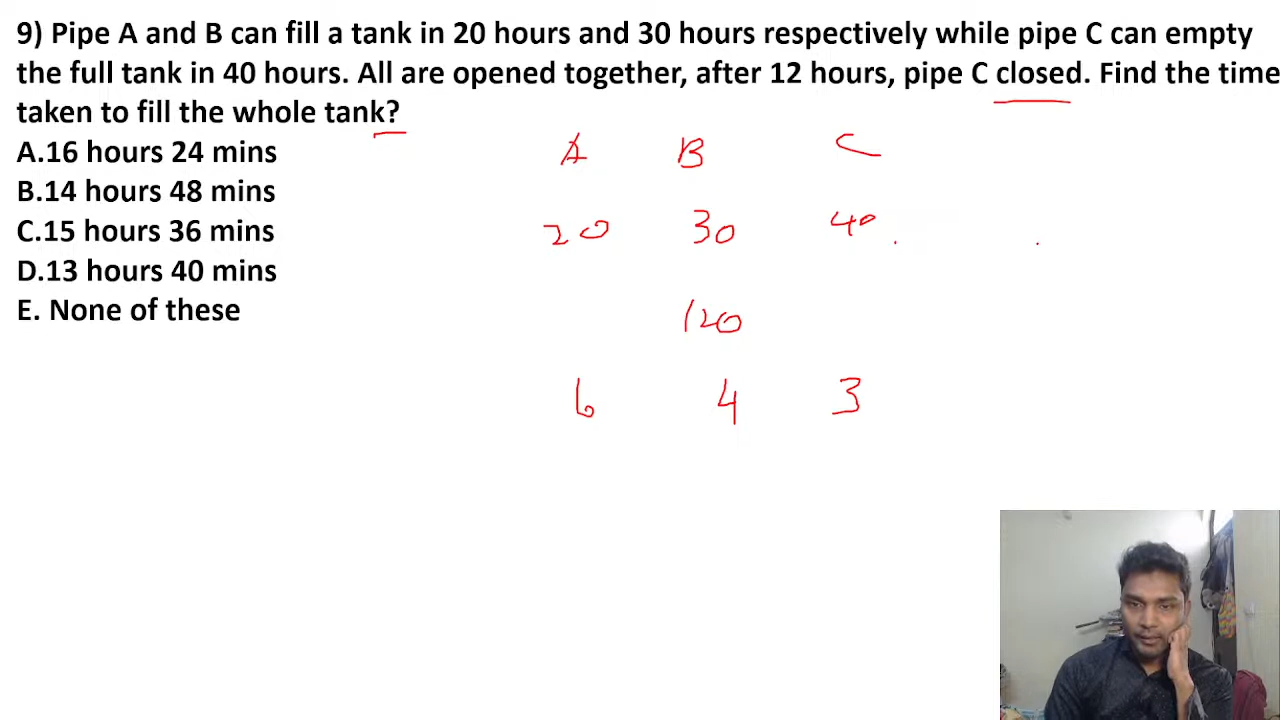 9) Pipe A and B can fill a tank in 20 hours and 30 hours respectively while pipe C can empty
the full tank in 40 hours. All are opened together, after 12 hours, pipe C closed. Find the time
taken to fill the whole tank?
A.16 hours 24 mins
B.14 hours 48 mins
C.15 hours 36 mins
D.13 hours 40 mins
E. None of these
A B C
20 30 40
120
6 4 3